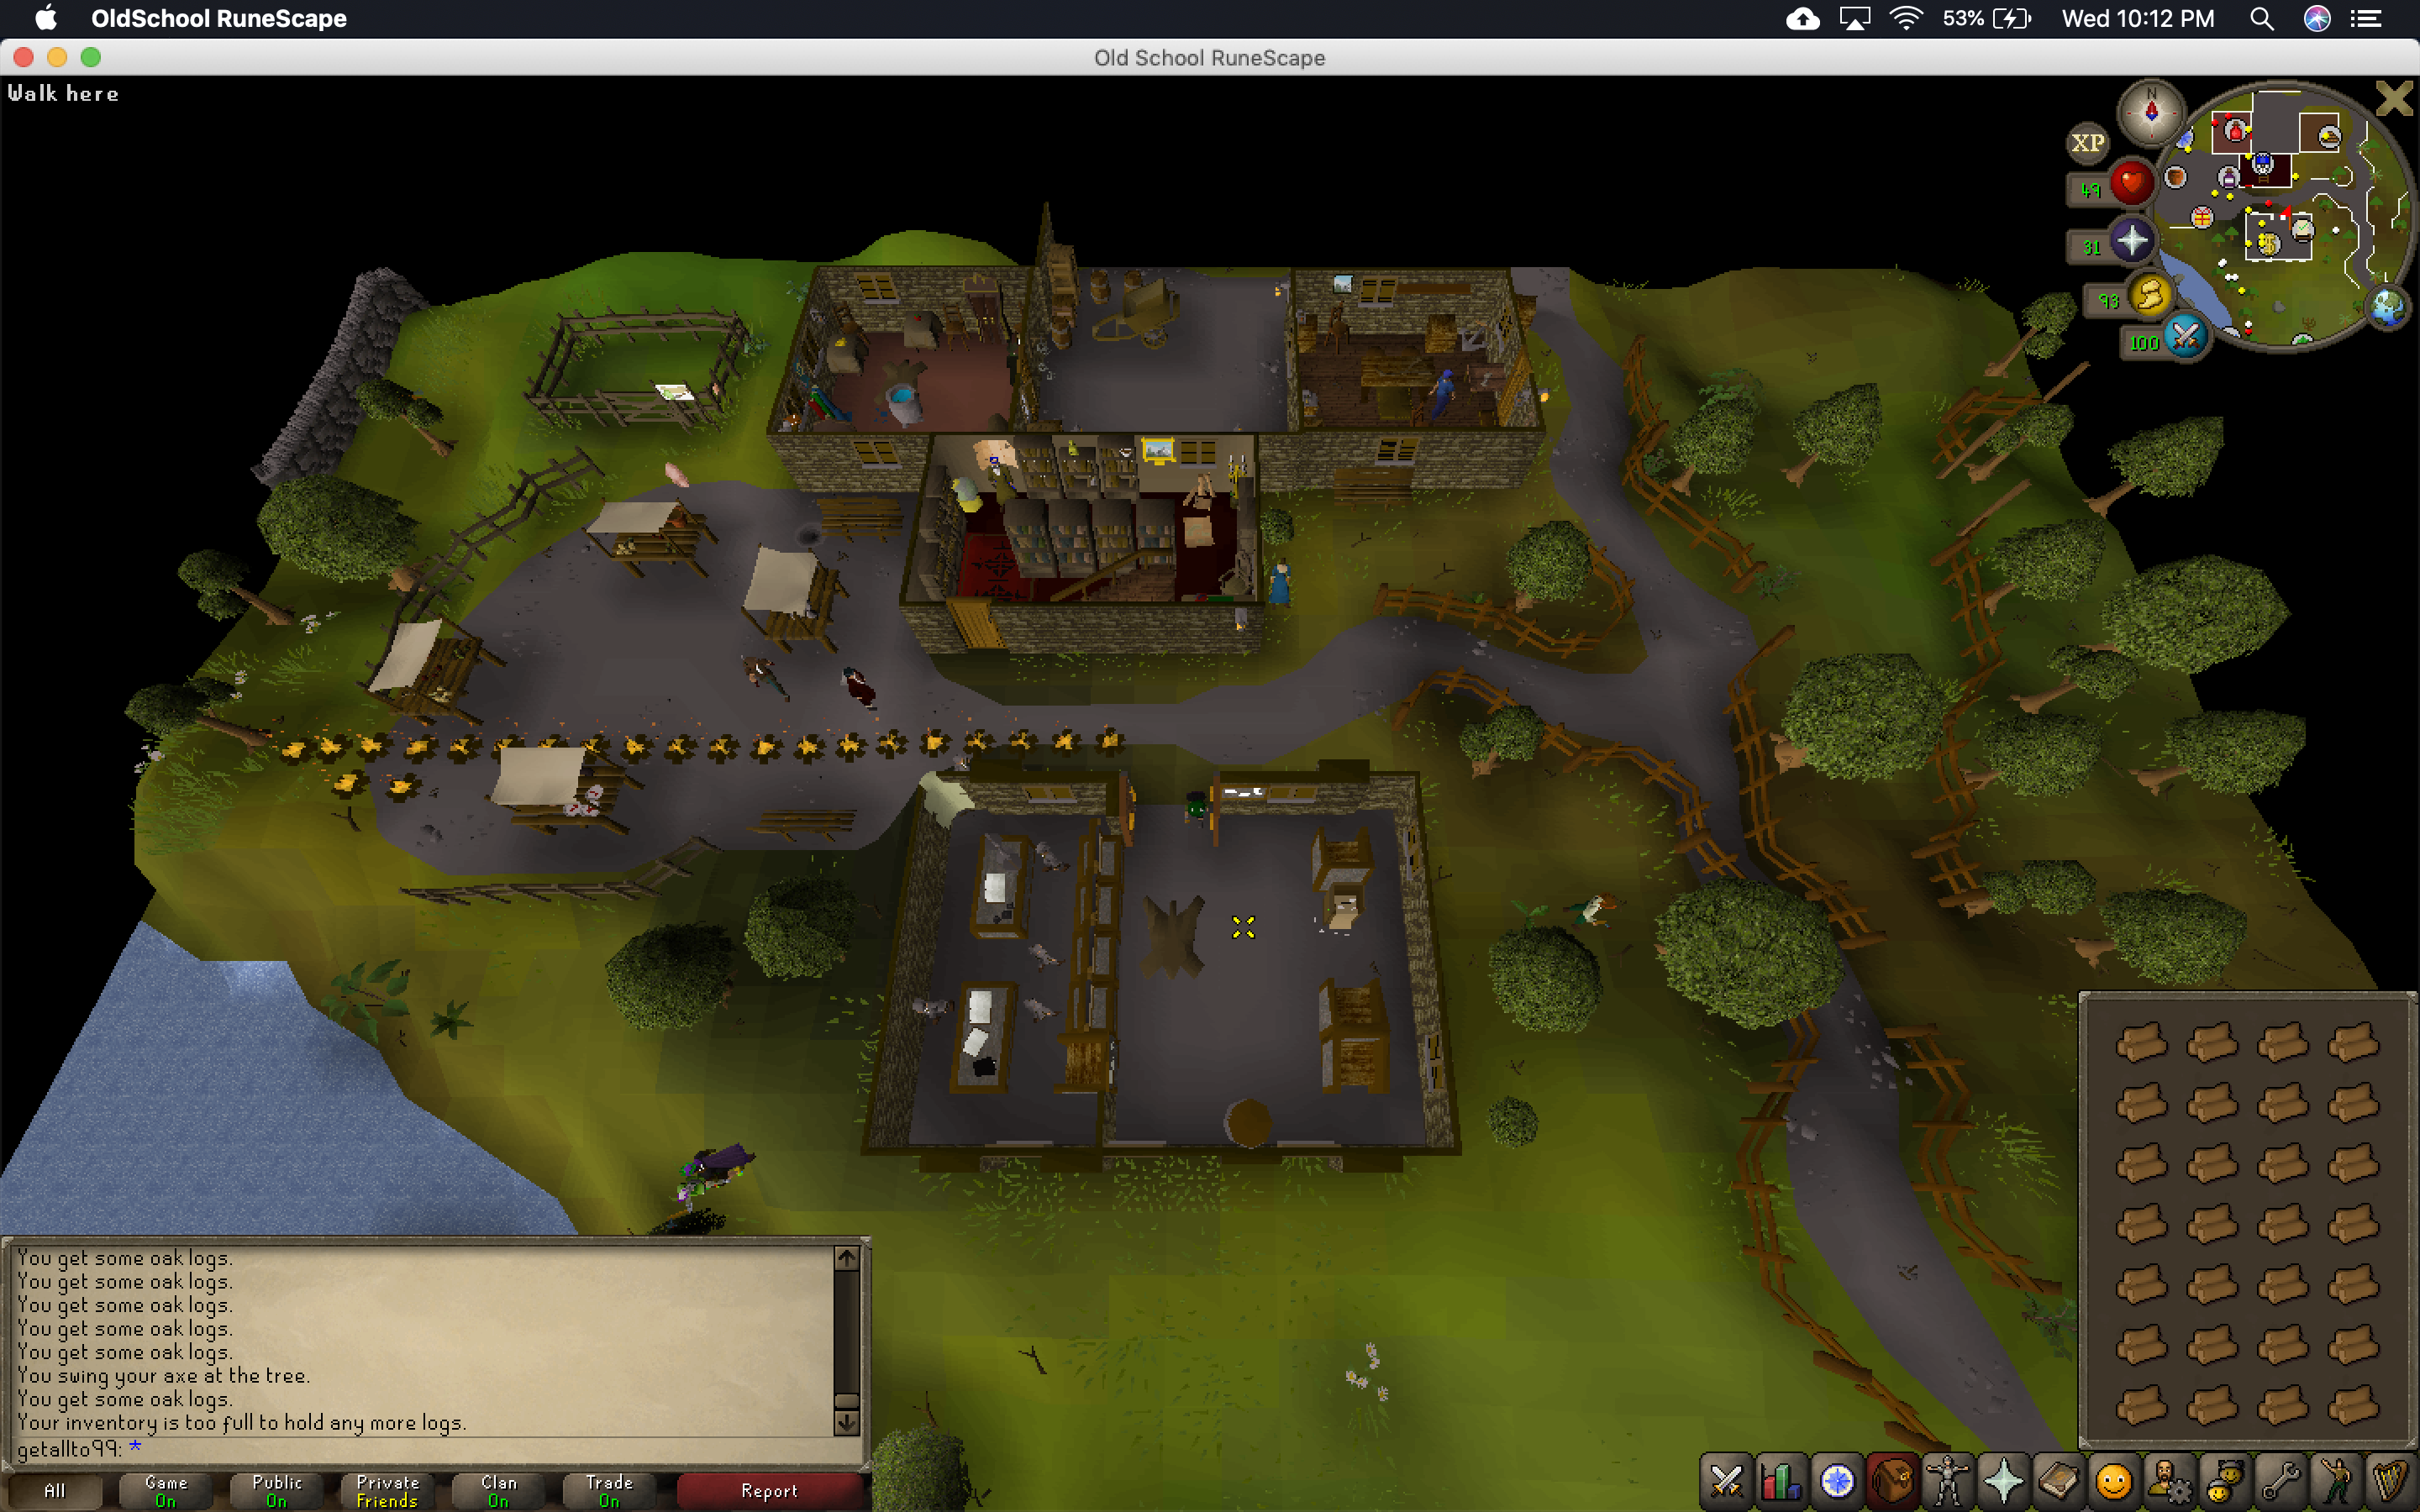 OldSchool RuneScape
53%
Wed 10:12 PM
Old School RuneScape
Walk here
N
XP
49
31
93
100
You get some oak logs.
You get some oak logs.
You get some oak logs.
You get some oak logs.
You get some oak logs.
You swing your axe at the tree.
You get some oak logs.
Your inventory is too full to hold any more logs.
getallto99: *
All
Game
On
Public
On
Private
Friends
Clan
On
Trade
On
Report